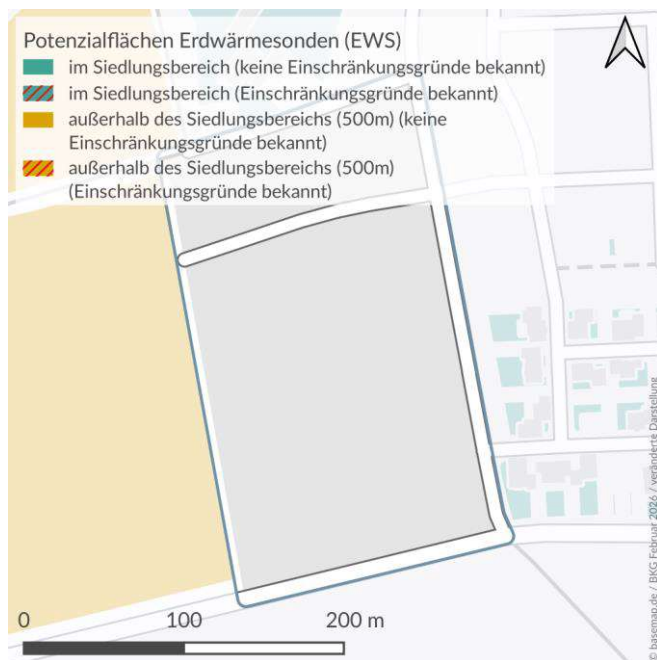 Potenzialflächen Erdwärmesonden (EWS)
im Siedlungsbereich (keine Einschränkungsgründe bekannt)
im Siedlungsbereich (Einschränkungsgründe bekannt)
außerhalb des Siedlungsbereichs (500m) (keine
Einschränkungsgründe bekannt)
außerhalb des Siedlungsbereichs (500m)
(Einschränkungsgründe bekannt)
0 100 200 m
© basemap.de / BKG Februar 2026 / veränderte Darstellung